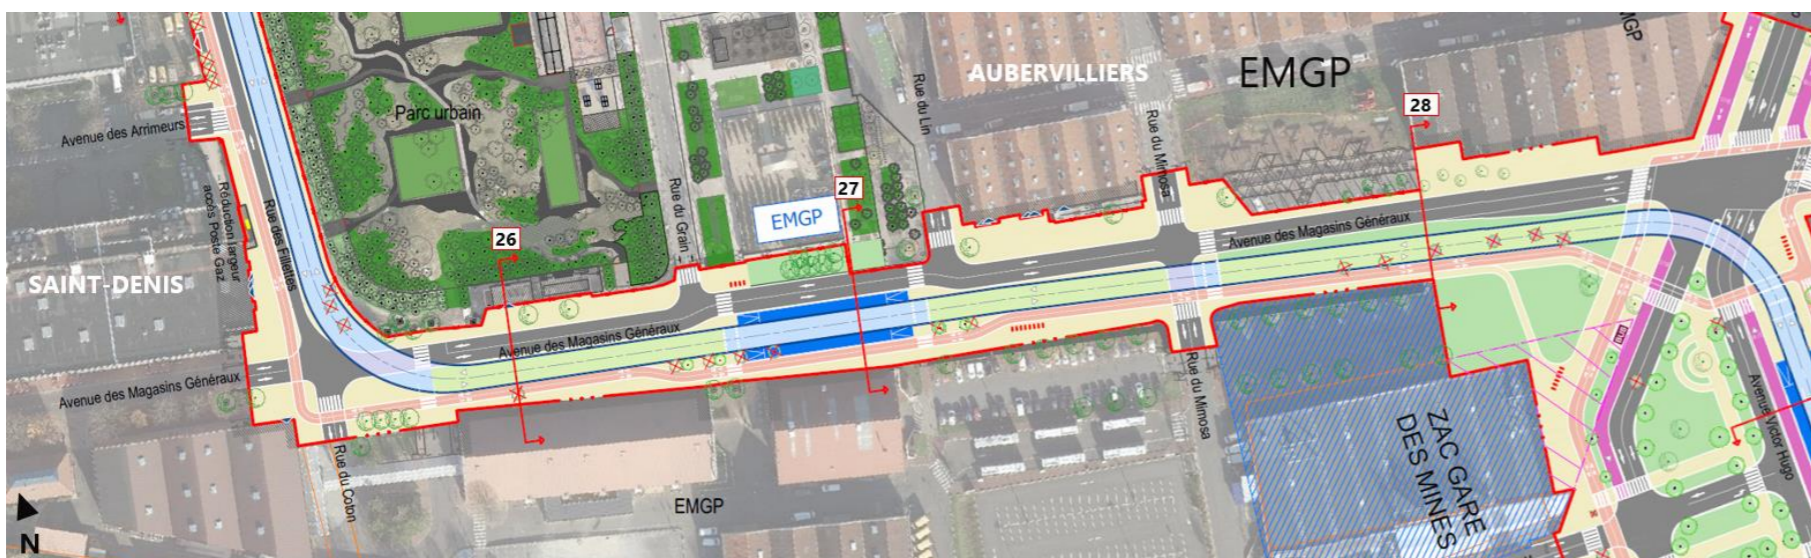 EMGP
AUBERVILLIERS
EMGP
28
Rue du Lin
Avenue des Arrimeurs
Parc urbain
Rue du Mimosa
Rue du Grain
27
EMGP
Réduction largeur
accès Poste Gaz
Rue des Fillettes
26
Avenue des Magasins Généraux
SAINT-DENIS
Avenue des Magasins Généraux
Avenue des Magasins Généraux
Rue du Mimosa
Avenue Victor Hugo
ZAC GARE
DES MINES
Rue du Coton
EMGP
N